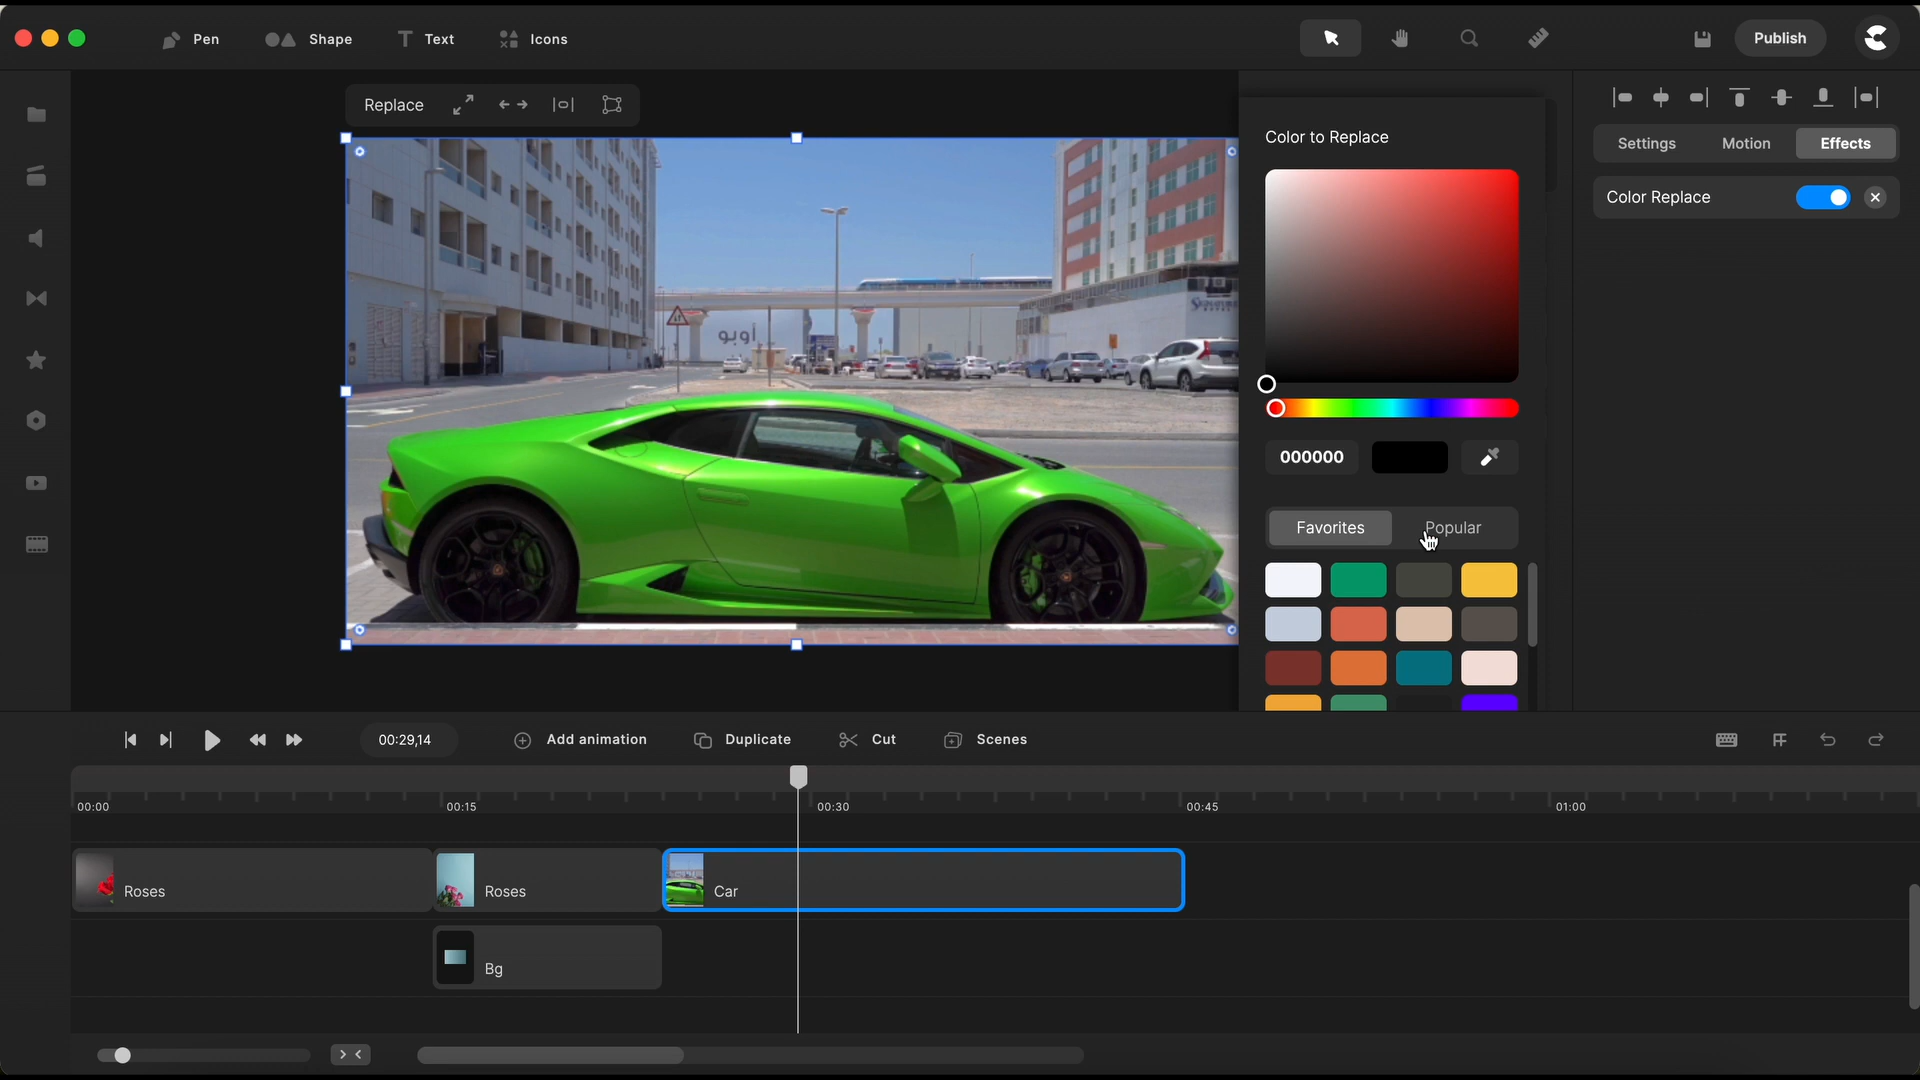 Pen
Shape
Text
Icons
Publish
Replace
اوبو
Color to Replace
000000
Favorites
Popular
Settings
Motion
Effects
Color Replace
00:29,14
Add animation
Duplicate
Cut
Scenes
00:00
00:15
00:30
00:45
01:00
Roses
Roses
Car
Bg